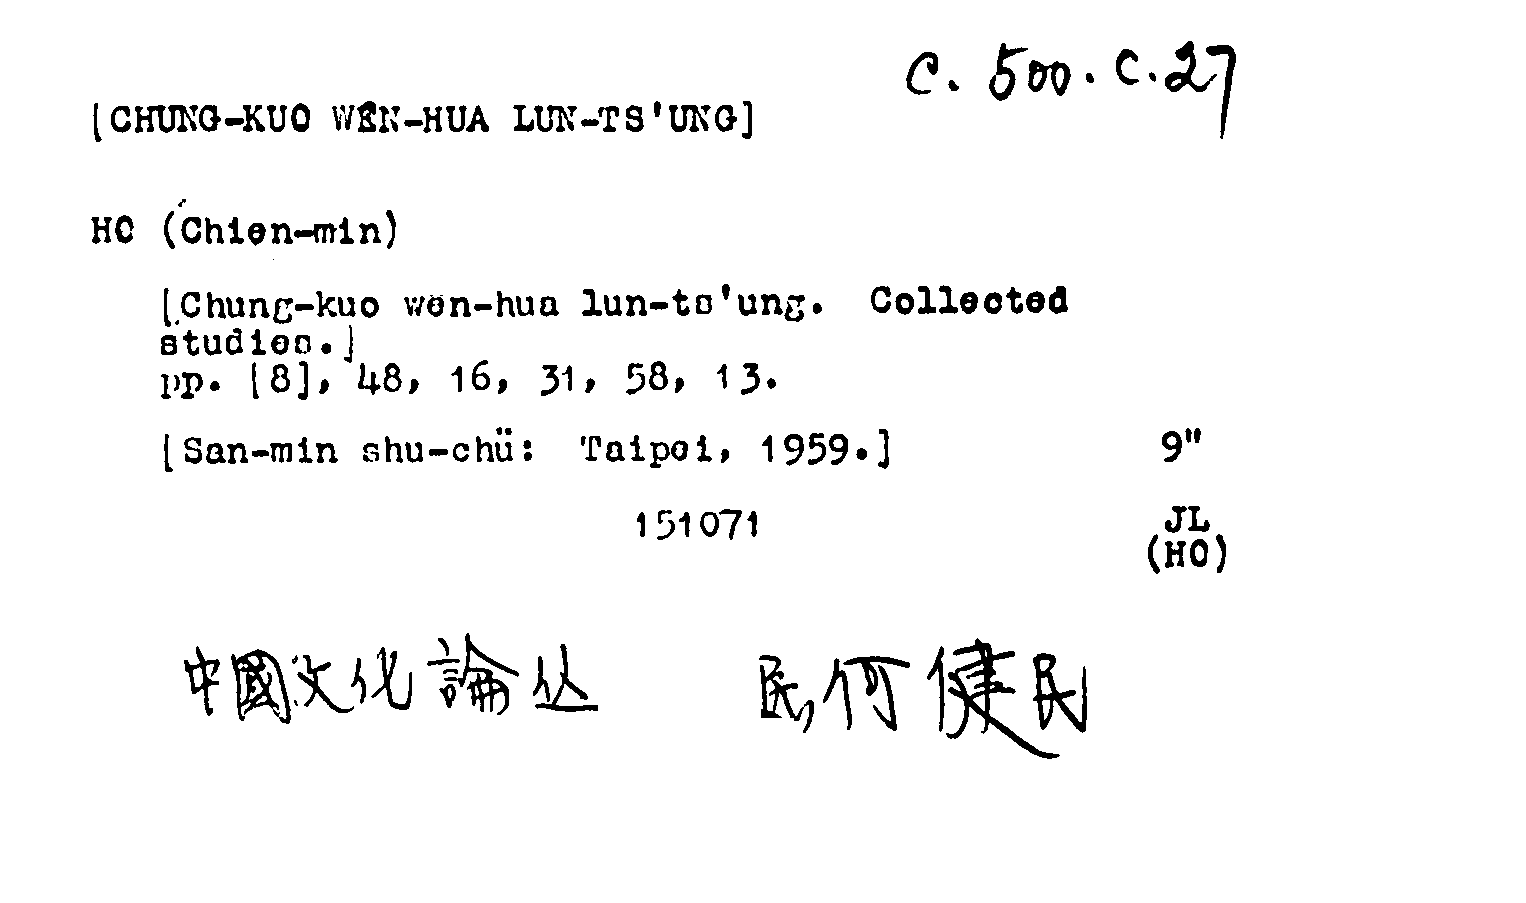 C. 500. C. 27
[CHUNG-KUO WÊN-HUA LUN-TS'UNG]
HO (Chien-min)
[Chung-kuo wên-hua lun-ts'ung. Collected
studies.]
pp. [8], 48, 16, 31, 58, 13.
[San-min shu-chü: Taipei, 1959.] 9"
151071 JL
(HO)
中國文化論丛 民, 何健民